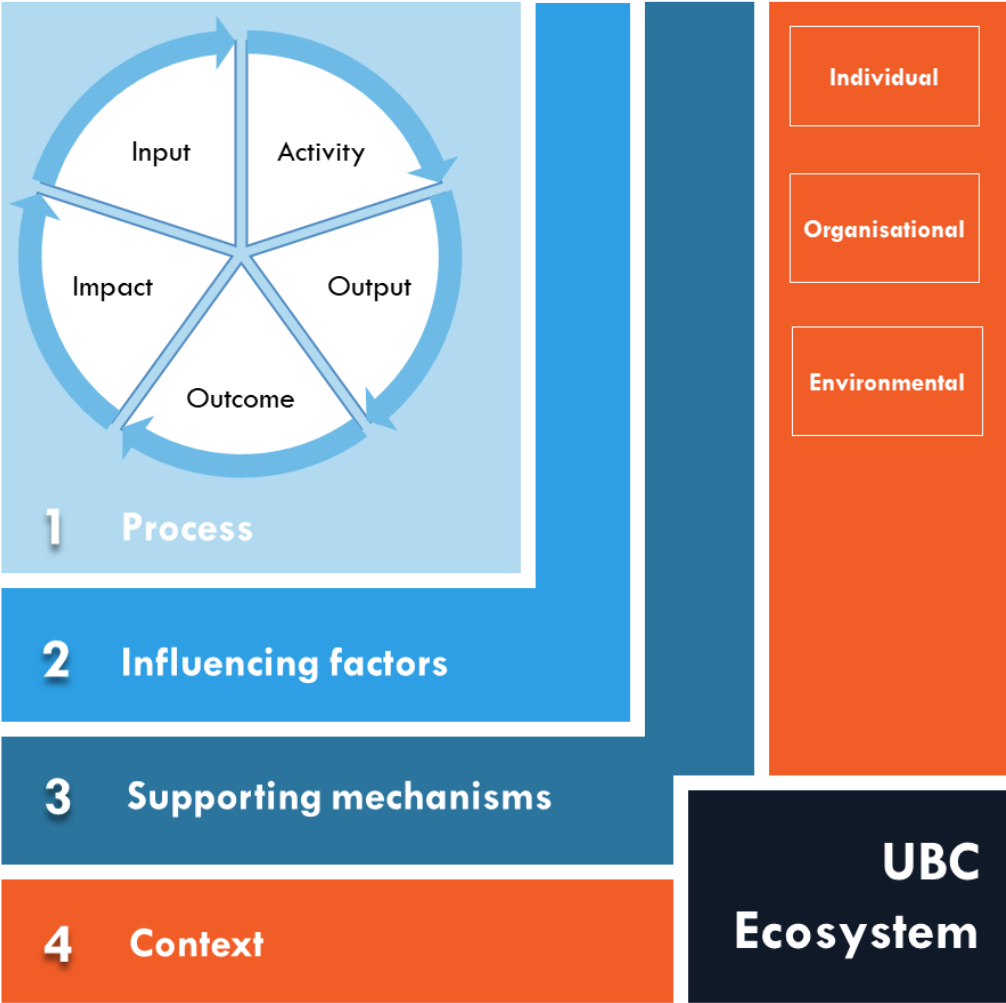 Input
Activity
Impact
Output
Outcome
1 Process
2 Influencing factors
3 Supporting mechanisms
4 Context
Individual
Organisational
Environmental
UBC
Ecosystem